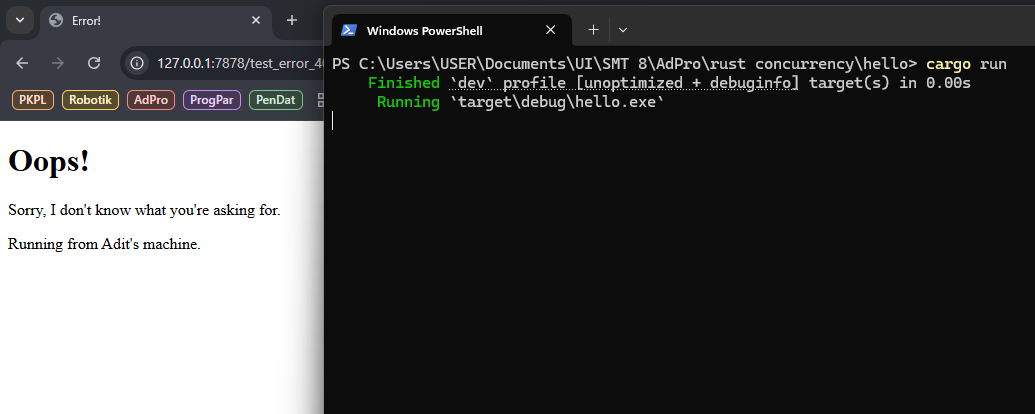 Error!
127.0.0.1:7878/test_error_40
PKPL Robotik AdPro ProgPar PenDat
Oops!
Sorry, I don't know what you're asking for.
Running from Adit's machine.
Windows PowerShell
PS C:\Users\USER\Documents\UI\SMT 8\AdPro\rust concurrency\hello> cargo run
Finished `dev` profile [unoptimized + debuginfo] target(s) in 0.00s
Running `target\debug\hello.exe`